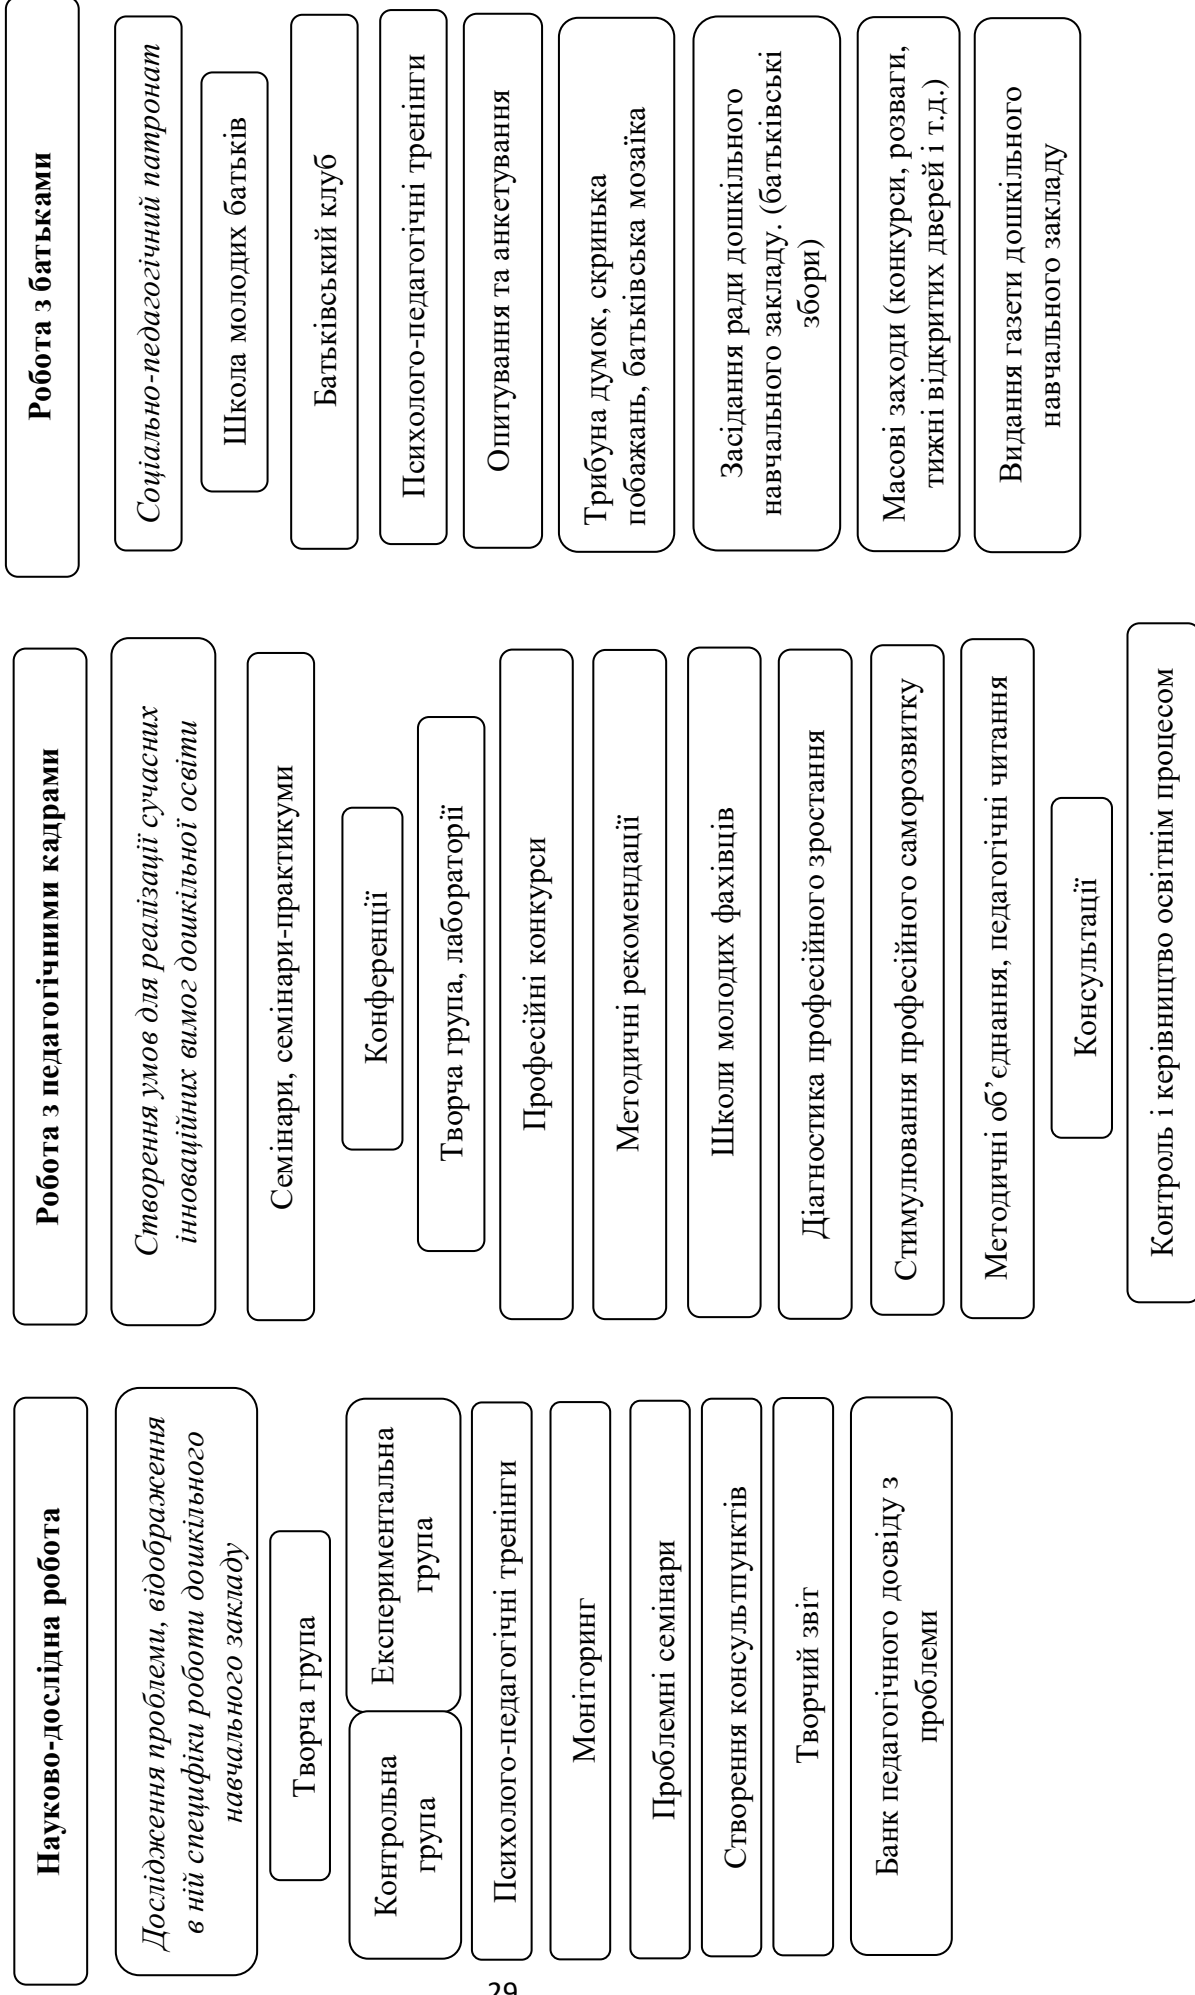 Науково-дослідна робота
Дослідження проблеми, відображення
в ній специфіки роботи дошкільного
навчального закладу
Творча група
Контрольна
група
Експериментальна
група
Психолого-педагогічні тренінги
Моніторинг
Проблемні семінари
Створення консультпунктів
Творчий звіт
Банк педагогічного досвіду з
проблеми
Робота з педагогічними кадрами
Створення умов для реалізації сучасних
інноваційних вимог дошкільної освіти
Семінари, семінари-практикуми
Конференції
Творча група, лабораторії
Професійні конкурси
Методичні рекомендації
Школи молодих фахівців
Діагностика професійного зростання
Стимулювання професійного саморозвитку
Методичні об’єднання, педагогічні читання
Консультації
Контроль і керівництво освітнім процесом
Робота з батьками
Соціально-педагогічний патронат
Школа молодих батьків
Батьківський клуб
Психолого-педагогічні тренінги
Опитування та анкетування
Трибуна думок, скринька
побажань, батьківська мозаїка
Засідання ради дошкільного
навчального закладу. (батьківські
збори)
Масові заходи (конкурси, розваги,
тижні відкритих дверей і т.д.)
Видання газети дошкільного
навчального закладу
29